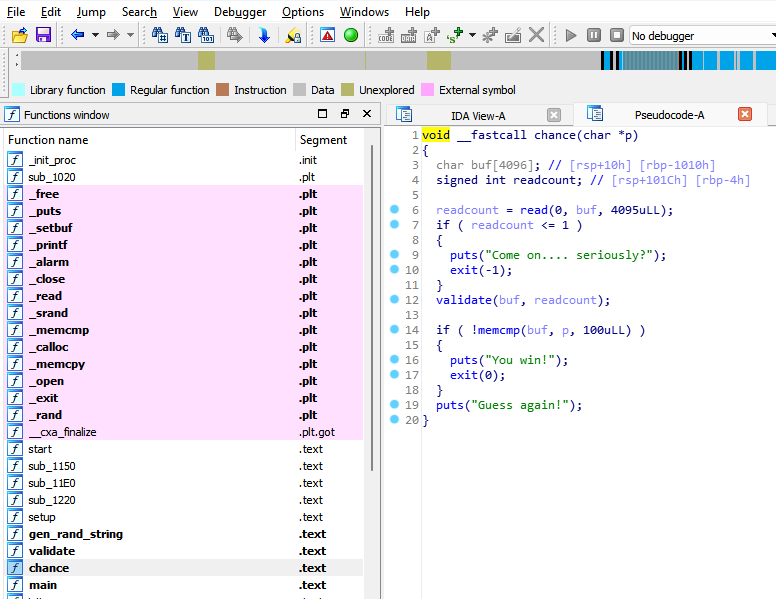 File Edit Jump Search View Debugger Options Windows Help
No debugger
Library function Regular function Instruction Data Unexplored External symbol
Functions window
Function name Segment
_init_proc .init
sub_1020 .plt
_free .plt
_puts .plt
_setbuf .plt
_printf .plt
_alarm .plt
_close .plt
_read .plt
_srand .plt
_memcmp .plt
_calloc .plt
_memcpy .plt
_open .plt
_exit .plt
_rand .plt
__cxa_finalize .plt.got
start .text
sub_1150 .text
sub_11E0 .text
sub_1220 .text
setup .text
gen_rand_string .text
validate .text
chance .text
main .text
IDA View-A Pseudocode-A
1 void __fastcall chance(char *p)
2 {
3 char buf[4096]; // [rsp+10h] [rbp-1010h]
4 signed int readcount; // [rsp+101Ch] [rbp-4h]
5
6 readcount = read(0, buf, 4095uLL);
7 if ( readcount <= 1 )
8 {
9 puts("Come on.... seriously?");
10 exit(-1);
11 }
12 validate(buf, readcount);
13
14 if ( !memcmp(buf, p, 100uLL) )
15 {
16 puts("You win!");
17 exit(0);
18 }
19 puts("Guess again!");
20 }